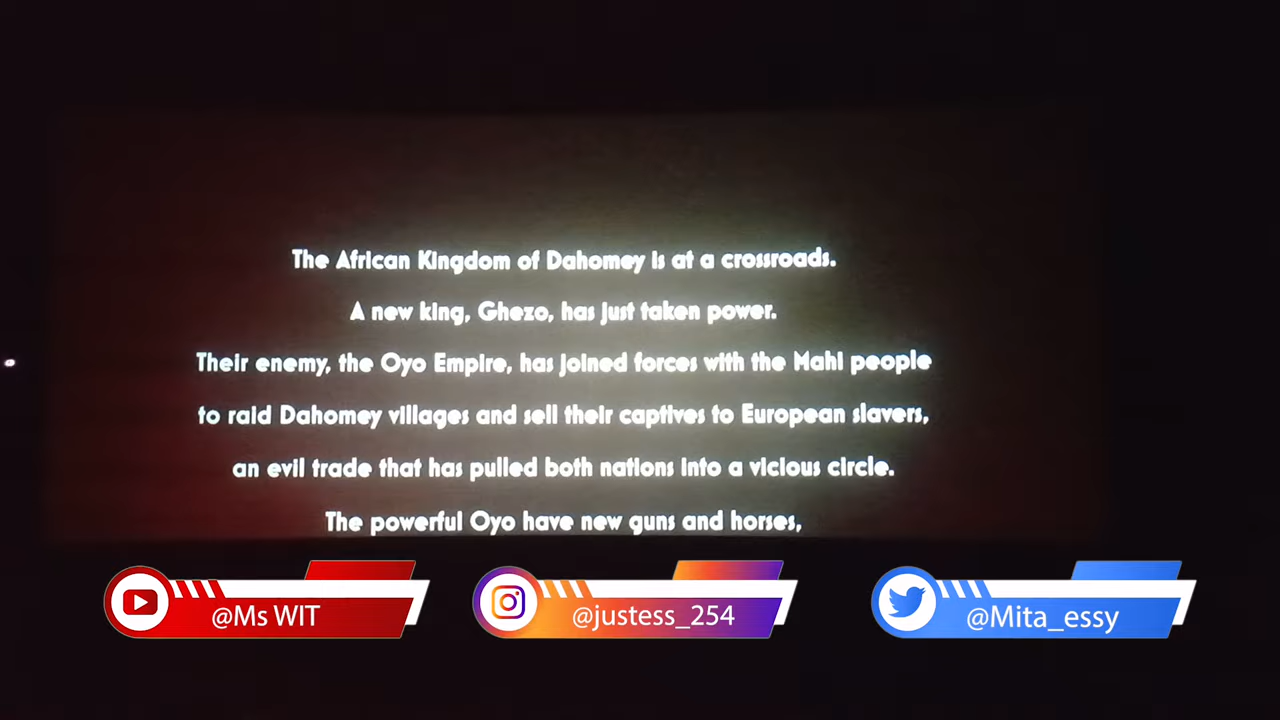 The African Kingdom of Dahomey is at a crossroads.
A new king, Ghezo, has just taken power.
Their enemy, the Oyo Empire, has joined forces with the Mahi people
to raid Dahomey villages and sell their captives to European slavers,
an evil trade that has pulled both nations into a vicious circle.
The powerful Oyo have new guns and horses,
@Ms WIT
@justess_254
@Mita_essy